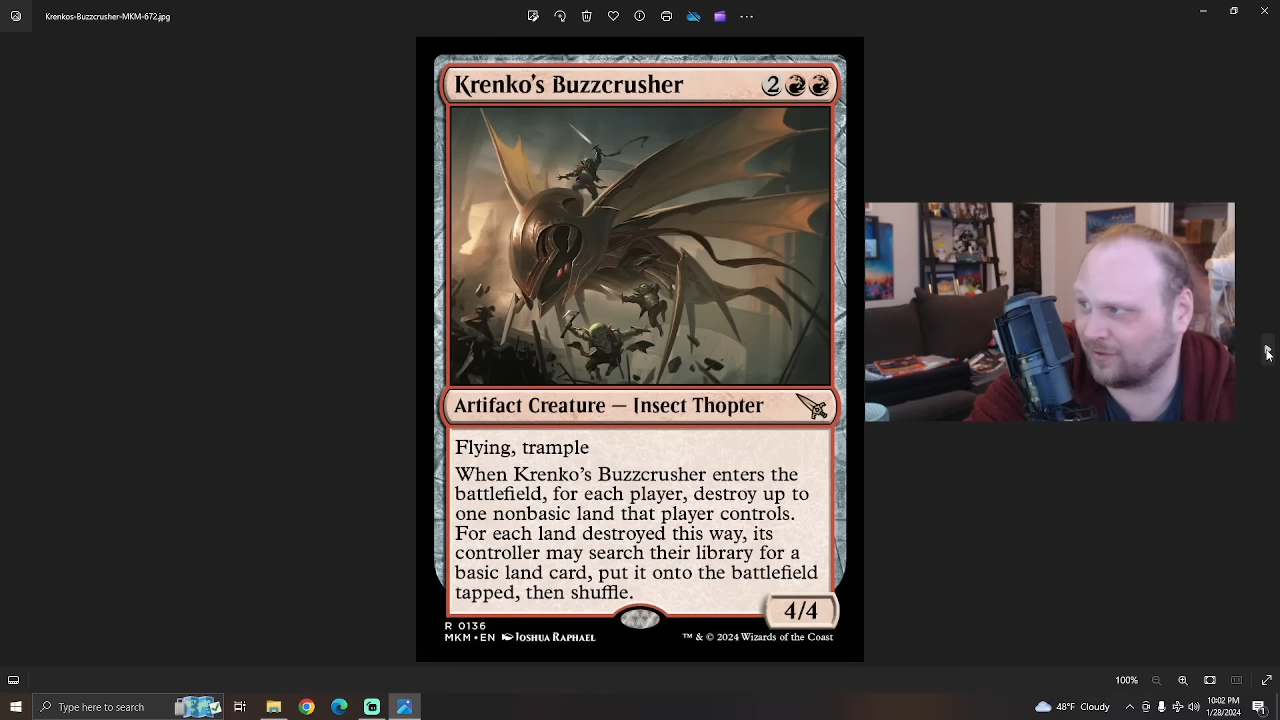 Krenkos-Buzzcrusher-MKM-672.jpg
Krenko's Buzzcrusher 2
Artifact Creature — Insect Thopter
Flying, trample
When Krenko's Buzzcrusher enters the
battlefield, for each player, destroy up to
one nonbasic land that player controls.
For each land destroyed this way, its
controller may search their library for a
basic land card, put it onto the battlefield
tapped, then shuffle.
4/4
R 0136
MKM • EN JOSHUA RAPHAEL
™ & © 2024 Wizards of the Coast
100%
Type here to search
48°F
10:02 PM
1/28/2024